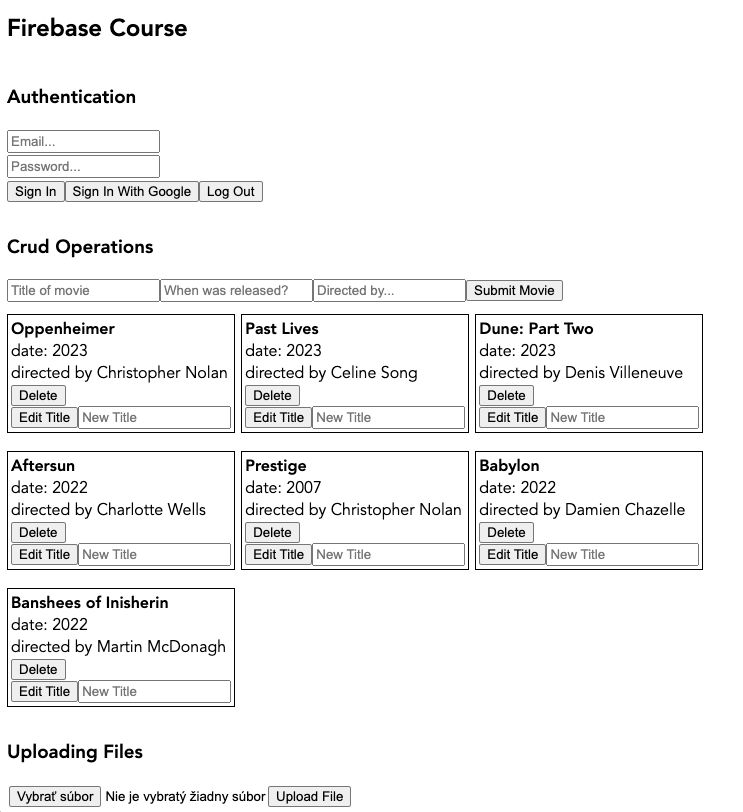 Firebase Course
Authentication
Email...
Password...
Sign In Sign In With Google Log Out
Crud Operations
Title of movie When was released? Directed by... Submit Movie
Oppenheimer
date: 2023
directed by Christopher Nolan
Delete
Edit Title New Title
Past Lives
date: 2023
directed by Celine Song
Delete
Edit Title New Title
Dune: Part Two
date: 2023
directed by Denis Villeneuve
Delete
Edit Title New Title
Aftersun
date: 2022
directed by Charlotte Wells
Delete
Edit Title New Title
Prestige
date: 2007
directed by Christopher Nolan
Delete
Edit Title New Title
Babylon
date: 2022
directed by Damien Chazelle
Delete
Edit Title New Title
Banshees of Inisherin
date: 2022
directed by Martin McDonagh
Delete
Edit Title New Title
Uploading Files
Vybrať súbor Nie je vybratý žiadny súbor Upload File